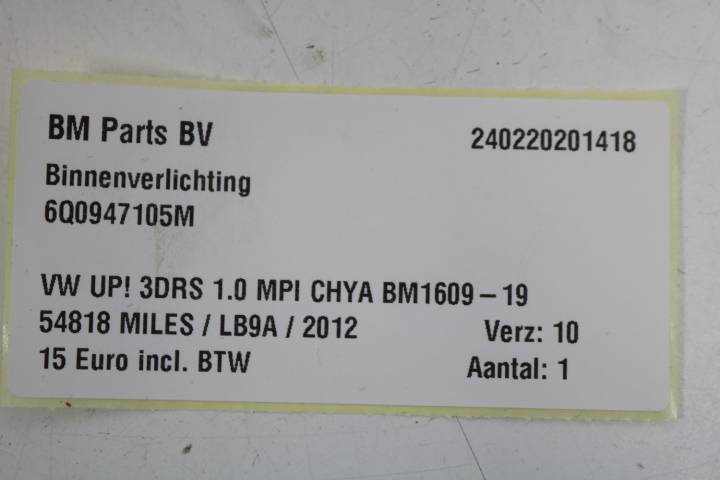 BM Parts BV 240220201418
Binnenverlichting
6Q0947105M
VW UP! 3DRS 1.0 MPI CHYA BM1609 – 19
54818 MILES / LB9A / 2012 Verz: 10
15 Euro incl. BTW Aantal: 1